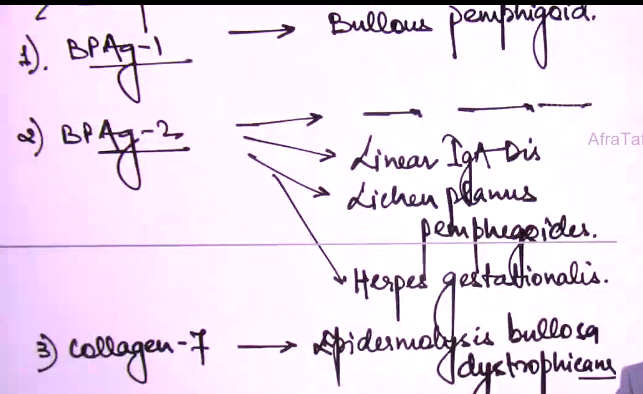 1). BPAg-1 → Bullous pemphigoid.
2) BPAg-2 → — — —
→ Linear IgA Dis
→ Lichen planus
pemphegoides.
→ Herpes gestationalis.
3) collagen-7 → Epidermolysis bullosa
dystrophicans
AfraTaf